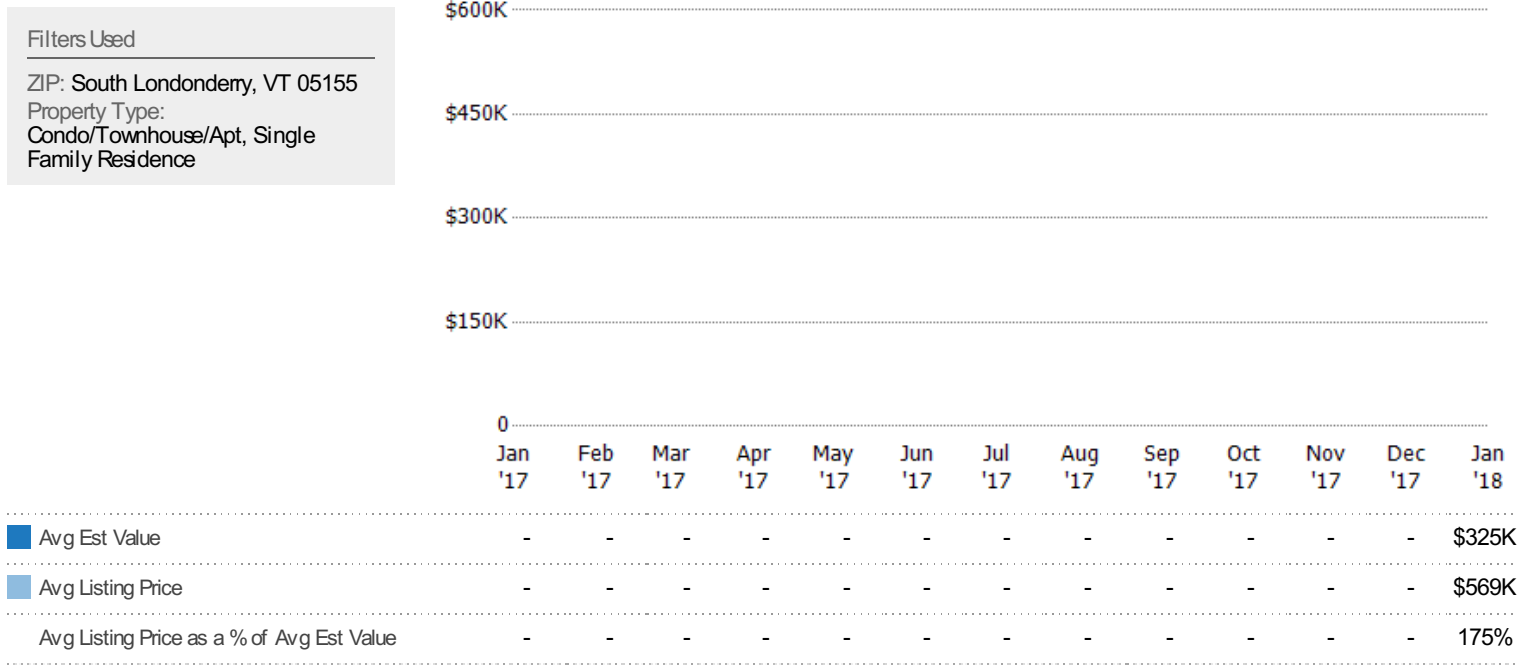 Filters Used
ZIP: South Londonderry, VT 05155
Property Type:
Condo/Townhouse/Apt, Single
Family Residence
$600K
$450K
$300K
$150K
0
Jan Feb Mar Apr May Jun Jul Aug Sep Oct Nov Dec Jan
'17 '17 '17 '17 '17 '17 '17 '17 '17 '17 '17 '17 '18
Avg Est Value - - - - - - - - - - - - $325K
Avg Listing Price - - - - - - - - - - - - $569K
Avg Listing Price as a % of Avg Est Value - - - - - - - - - - - - 175%